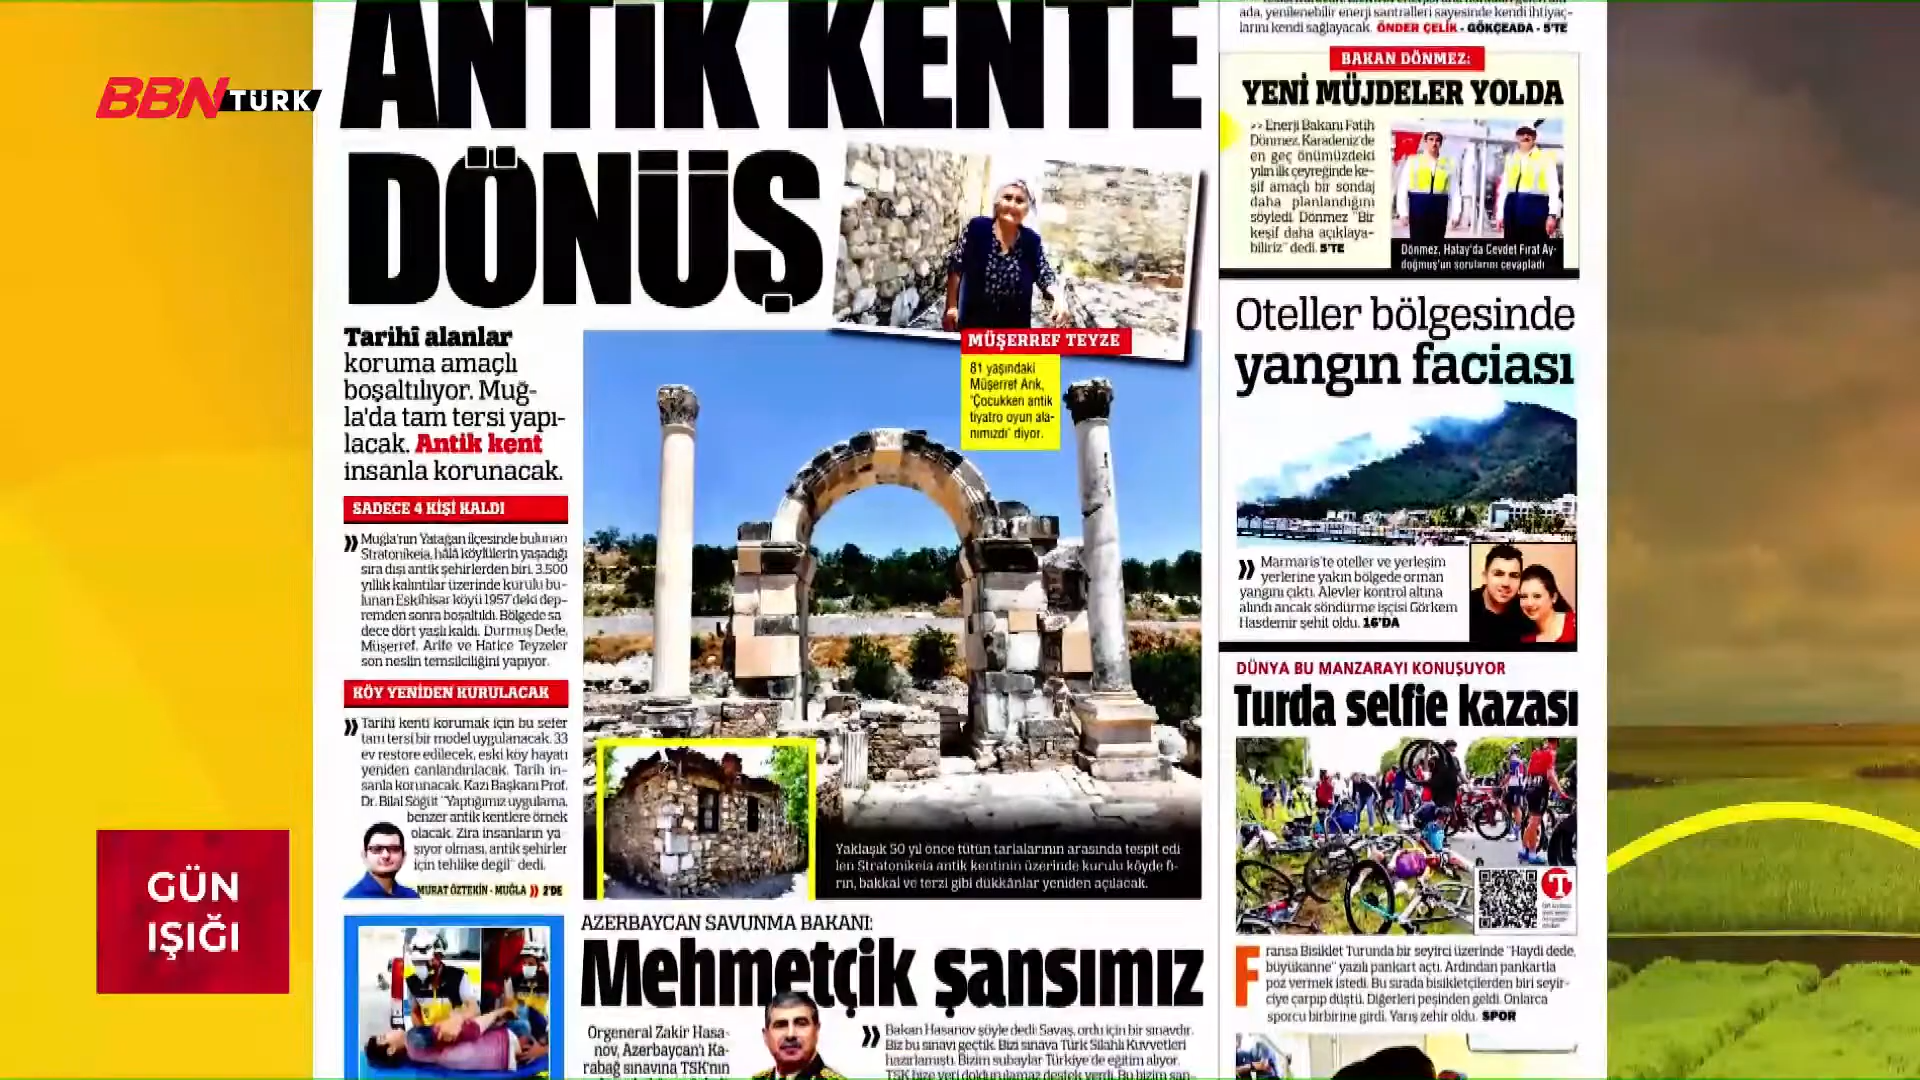 BBN TÜRK
GÜN
IŞIĞI
ANTİK KENTE
DÖNÜŞ
MÜŞERREF TEYZE
81 yaşındaki
Müşerref Arık,
"Çocukken antik
tiyatro oyun ala-
nımızdı" diyor.
Tarihî alanlar
koruma amaçlı
boşaltılıyor. Muğ-
la'da tam tersi yapı-
lacak. Antik kent
insanla korunacak.
SADECE 4 KİŞİ KALDI
» Muğla'nın Yatağan ilçesinde bulunan
Stratonikeia, hâlâ köylülerin yaşadığı
sıra dışı antik şehirlerden biri. 3.500
yıllık kalıntılar üzerinde kurulu bu-
lunan Eskihisar köyü 1957'deki dep-
remden sonra boşaltıldı. Bölgede sa
dece dört yaşlı kaldı. Durmuş Dede,
Müşerref, Arife ve Hatice Teyzeler
son neslin temsilciliğini yapıyor.
KÖY YENİDEN KURULACAK
» Tarihî kenti korumak için bu sefer
tam tersi bir model uygulanacak. 33
ev restore edilecek, eski köy hayatı
yeniden canlandırılacak. Tarih in-
sanla korunacak. Kazı Başkanı Prof.
Dr. Bilal Söğüt "Yaptığımız uygulama,
benzer antik kentlere örnek
olacak. Zira insanların ya-
şıyor olması, antik şehirler
için tehlike değil" dedi.
MURAT ÖZTEKİN - MUĞLA » 2'DE
Yaklaşık 50 yıl önce tütün tarlalarının arasında tespit edi
len Stratonikeia antik kentinin üzerinde kurulu köyde fı-
rın, bakkal ve terzi gibi dükkânlar yeniden açılacak.
AZERBAYCAN SAVUNMA BAKANI:
Mehmetçik şansımız
Orgeneral Zakir Hasa-
nov, Azerbaycan'ı Ka-
rabağ sınavına TSK'nın
» Bakan Hasanov şöyle dedi: Savaş, ordu için bir sınavdır.
Biz bu sınavı geçtik. Bizi sınava Türk Silahlı Kuvvetleri
hazırlamıştı. Bizim subaylar Türkiye'de eğitim alıyor.
TSK bize yeri doldurulamaz destek verdi. Bu bizim şan-
ada, yenilenebilir enerji santralleri sayesinde kendi ihtiyaç-
larını kendi sağlayacak. ÖNDER ÇELİK - GÖKÇEADA - 5'TE
BAKAN DÖNMEZ:
YENİ MÜJDELER YOLDA
>> Enerji Bakanı Fatih
Dönmez, Karadeniz'de
en geç önümüzdeki
yılın ilk çeyreğinde ke-
şif amaçlı bir sondaj
daha planlandığını
söyledi. Dönmez "Bir
keşif daha açıklaya-
biliriz" dedi. 5'TE
Dönmez, Hatay'da Cevdet Fırat Ay-
doğmuş'un sorularını cevapladı
Oteller bölgesinde
yangın faciası
» Marmaris'te oteller ve yerleşim
yerlerine yakın bölgede orman
yangını çıktı. Alevler kontrol altına
alındı ancak söndürme işçisi Görkem
Hasdemir şehit oldu. 16'DA
DÜNYA BU MANZARAYI KONUŞUYOR
Turda selfie kazası
Fransa Bisiklet Turunda bir seyirci üzerinde "Haydi dede,
büyükanne" yazılı pankart açtı. Ardından pankartla
poz vermek istedi. Bu sırada bisikletçilerden biri seyir-
ciye çarpıp düştü. Diğerleri peşinden geldi. Onlarca
sporcu birbirine girdi. Yarış zehir oldu. SPOR